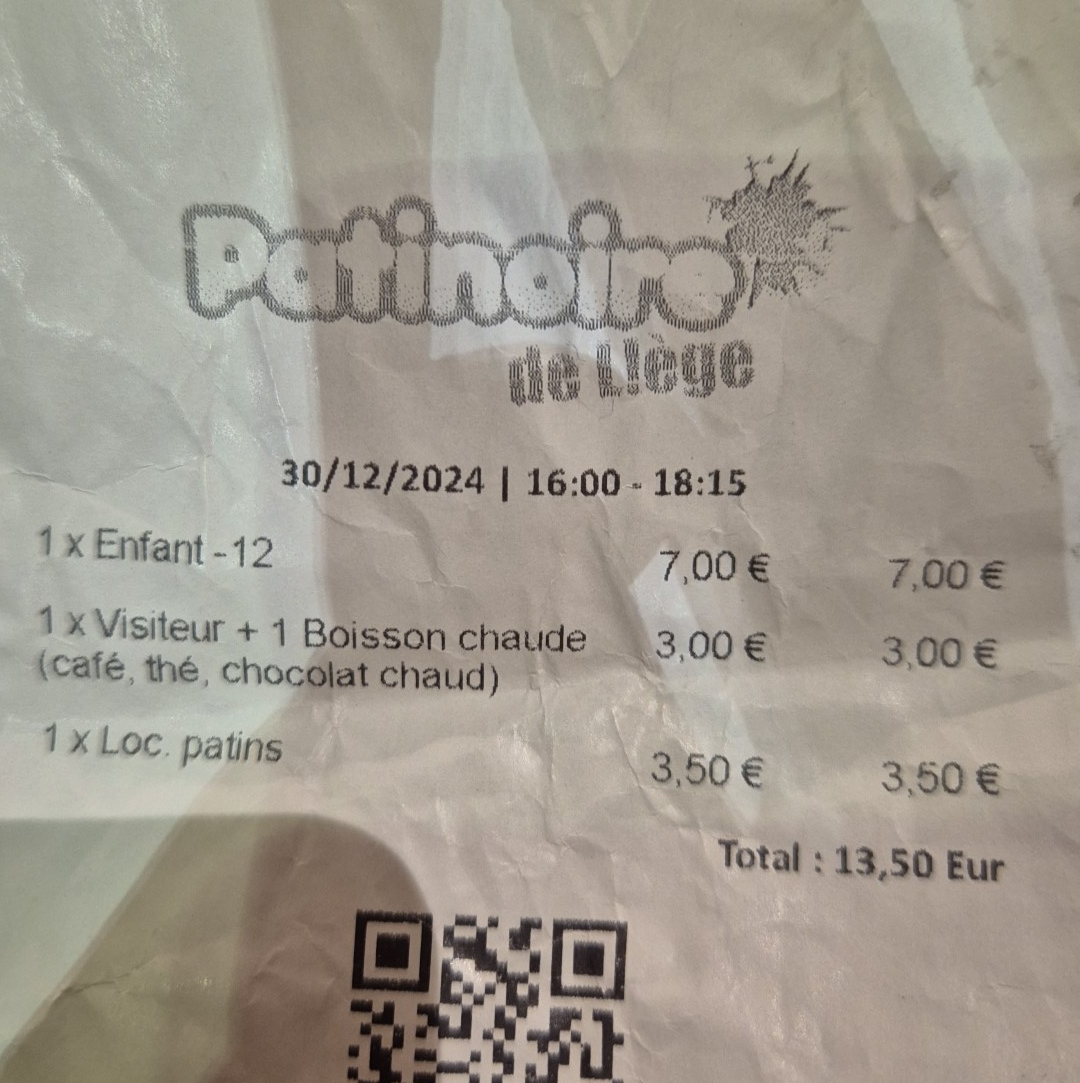 Patinoire
de Liège
30/12/2024 | 16:00 - 18:15
1 x Enfant -12 7,00 € 7,00 €
1 x Visiteur + 1 Boisson chaude 3,00 € 3,00 €
(café, thé, chocolat chaud)
1 x Loc. patins 3,50 € 3,50 €
Total : 13,50 Eur